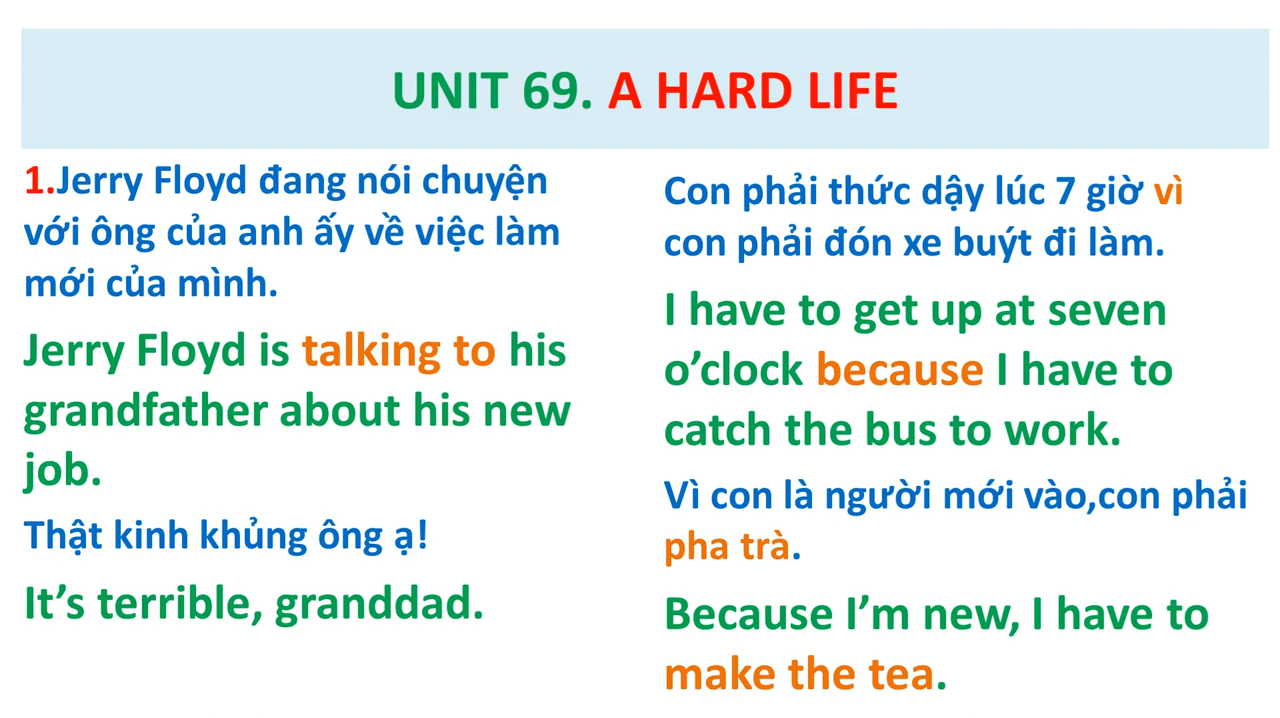 UNIT 69. A HARD LIFE
1.Jerry Floyd đang nói chuyện
với ông của anh ấy về việc làm
mới của mình.
Jerry Floyd is talking to his
grandfather about his new
job.
Thật kinh khủng ông ạ!
It’s terrible, granddad.
Con phải thức dậy lúc 7 giờ vì
con phải đón xe buýt đi làm.
I have to get up at seven
o’clock because I have to
catch the bus to work.
Vì con là người mới vào,con phải
pha trà.
Because I’m new, I have to
make the tea.